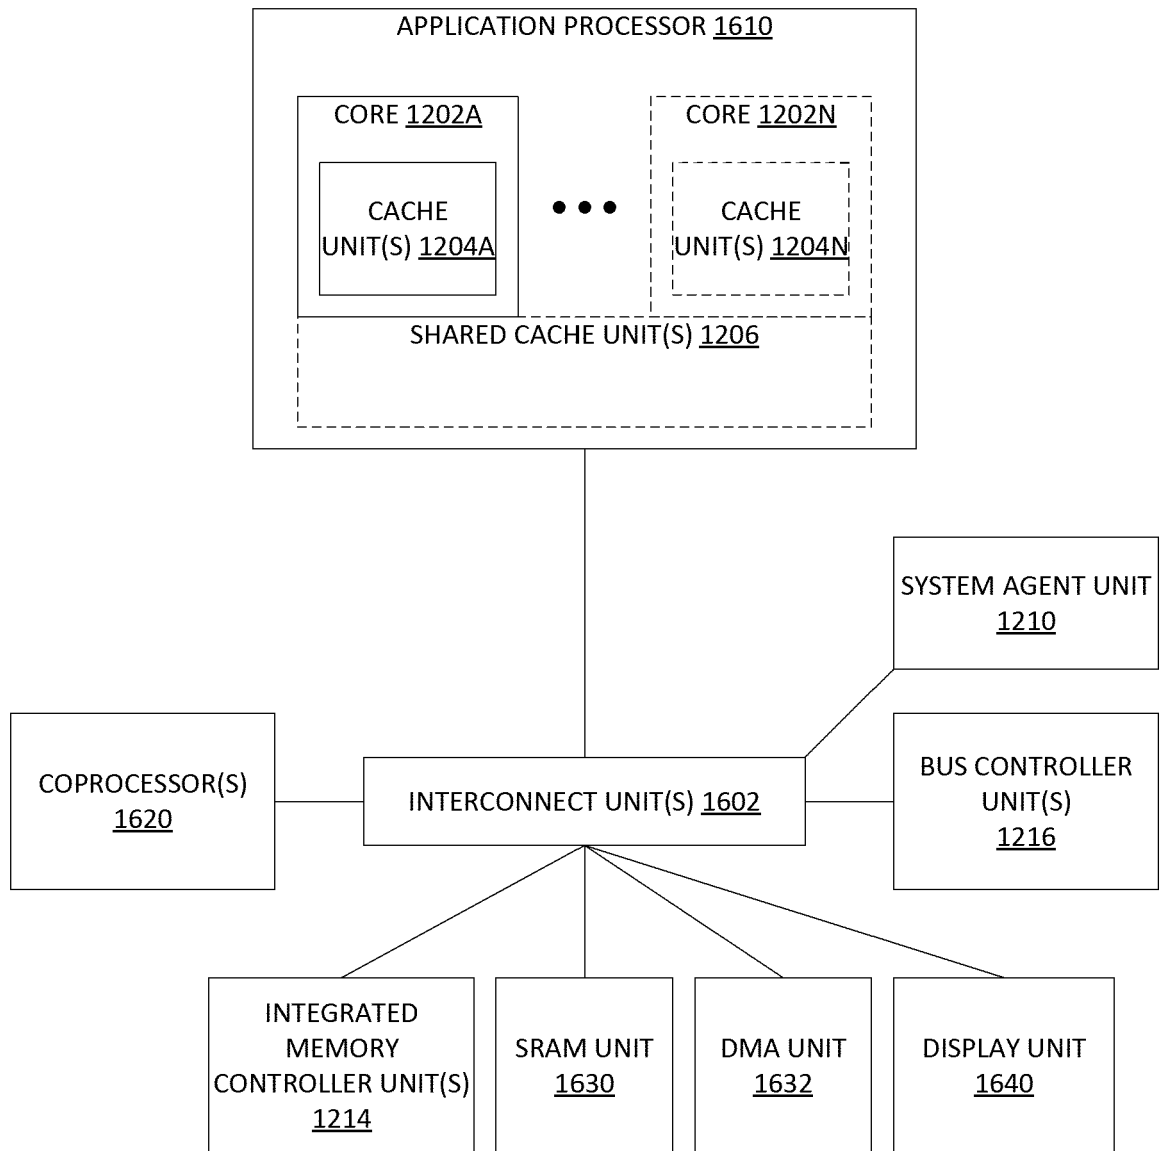 APPLICATION PROCESSOR 1610
CORE 1202A
CORE 1202N
CACHE
UNIT(S) 1204A
CACHE
UNIT(S) 1204N
SHARED CACHE UNIT(S) 1206
SYSTEM AGENT UNIT
1210
COPROCESSOR(S)
1620
INTERCONNECT UNIT(S) 1602
BUS CONTROLLER
UNIT(S)
1216
INTEGRATED
MEMORY
CONTROLLER UNIT(S)
1214
SRAM UNIT
1630
DMA UNIT
1632
DISPLAY UNIT
1640